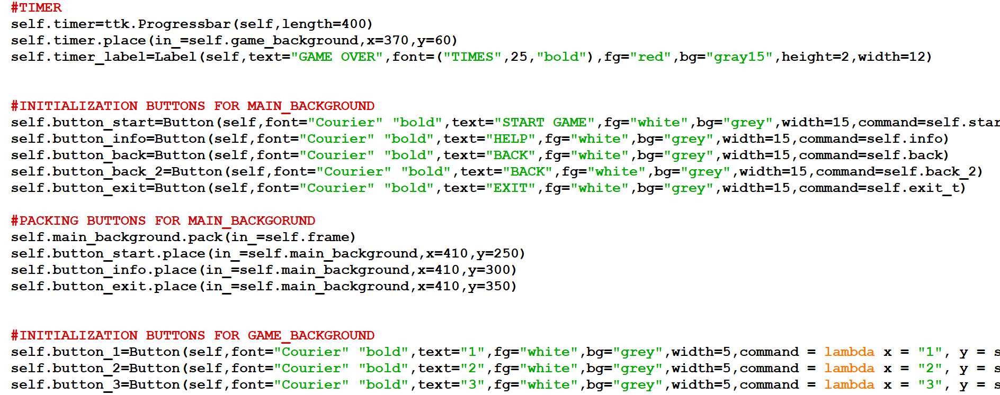 #TIMER
self.timer=ttk.Progressbar(self,length=400)
self.timer.place(in_=self.game_background,x=370,y=60)
self.timer_label=Label(self,text="GAME OVER",font=("TIMES",25,"bold"),fg="red",bg="gray15",height=2,width=12)
#INITIALIZATION BUTTONS FOR MAIN_BACKGROUND
self.button_start=Button(self,font="Courier" "bold",text="START GAME",fg="white",bg="grey",width=15,command=self.star
self.button_info=Button(self,font="Courier" "bold",text="HELP",fg="white",bg="grey",width=15,command=self.info)
self.button_back=Button(self,font="Courier" "bold",text="BACK",fg="white",bg="grey",width=15,command=self.back)
self.button_back_2=Button(self,font="Courier" "bold",text="BACK",fg="white",bg="grey",width=15,command=self.back_2)
self.button_exit=Button(self,font="Courier" "bold",text="EXIT",fg="white",bg="grey",width=15,command=self.exit_t)
#PACKING BUTTONS FOR MAIN_BACKGORUND
self.main_background.pack(in_=self.frame)
self.button_start.place(in_=self.main_background,x=410,y=250)
self.button_info.place(in_=self.main_background,x=410,y=300)
self.button_exit.place(in_=self.main_background,x=410,y=350)
#INITIALIZATION BUTTONS FOR GAME_BACKGROUND
self.button_1=Button(self,font="Courier" "bold",text="1",fg="white",bg="grey",width=5,command = lambda x = "1", y = s
self.button_2=Button(self,font="Courier" "bold",text="2",fg="white",bg="grey",width=5,command = lambda x = "2", y = s
self.button_3=Button(self,font="Courier" "bold",text="3",fg="white",bg="grey",width=5,command = lambda x = "3", y = s